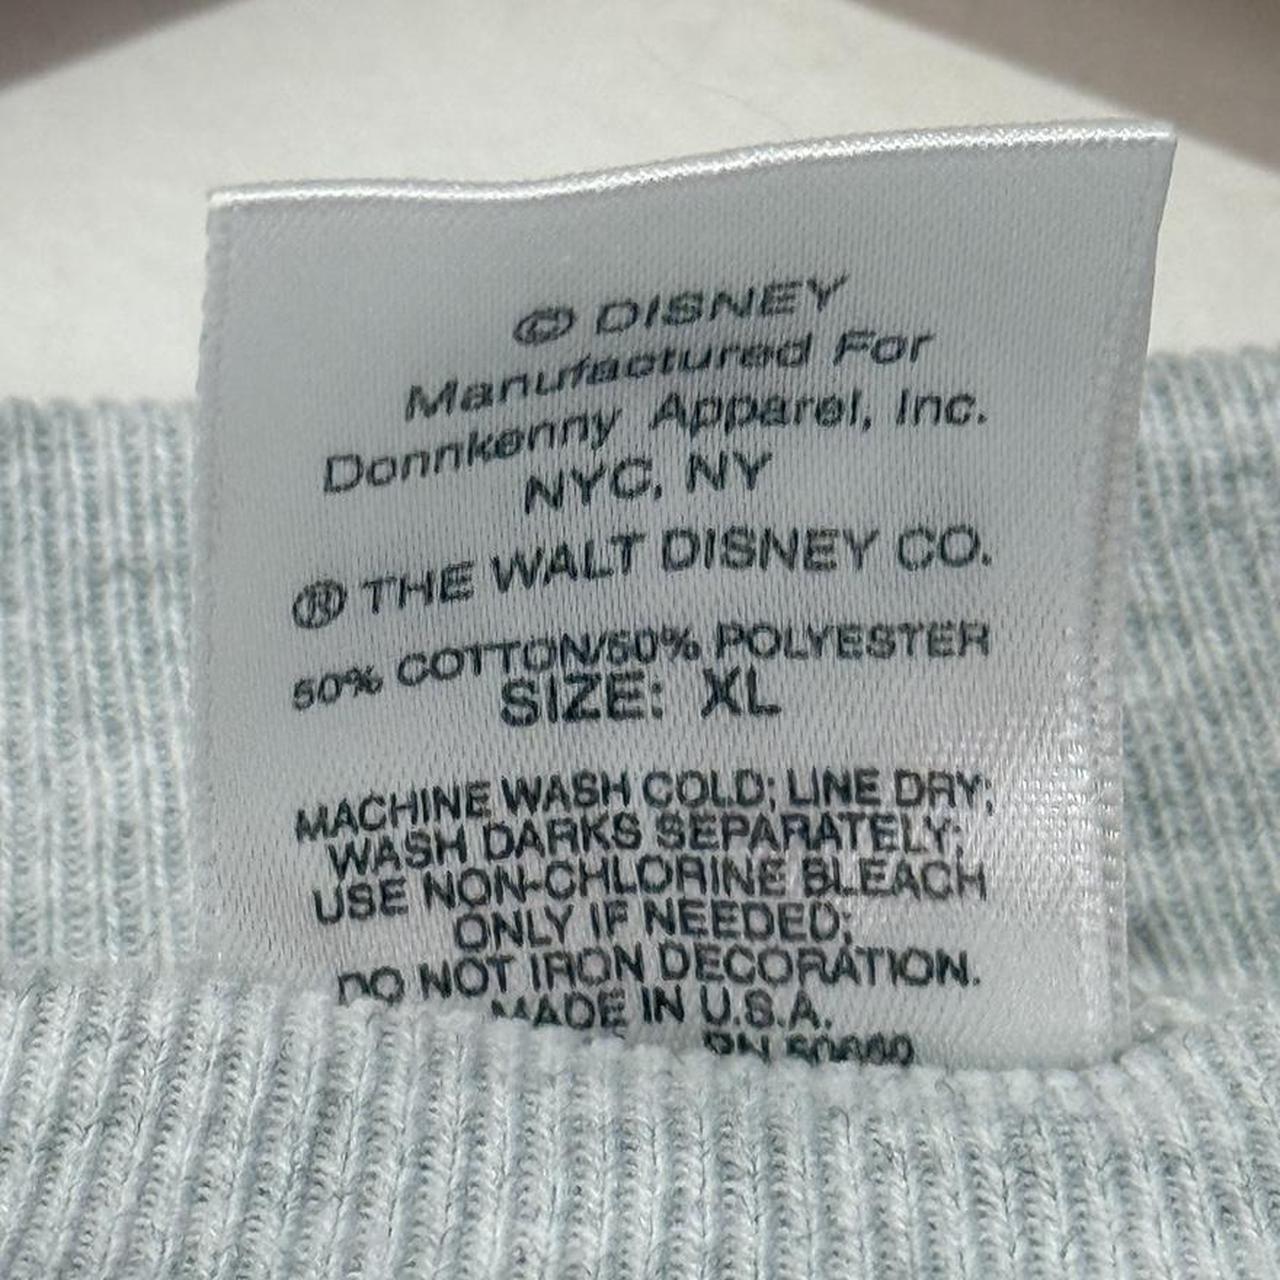 © DISNEY
Manufactured For
Donnkenny Apparel, Inc.
NYC, NY
® THE WALT DISNEY CO.
50% COTTON/50% POLYESTER
SIZE: XL
MACHINE WASH COLD; LINE DRY;
WASH DARKS SEPARATELY;
USE NON-CHLORINE BLEACH
ONLY IF NEEDED;
DO NOT IRON DECORATION.
MADE IN U.S.A.
RN